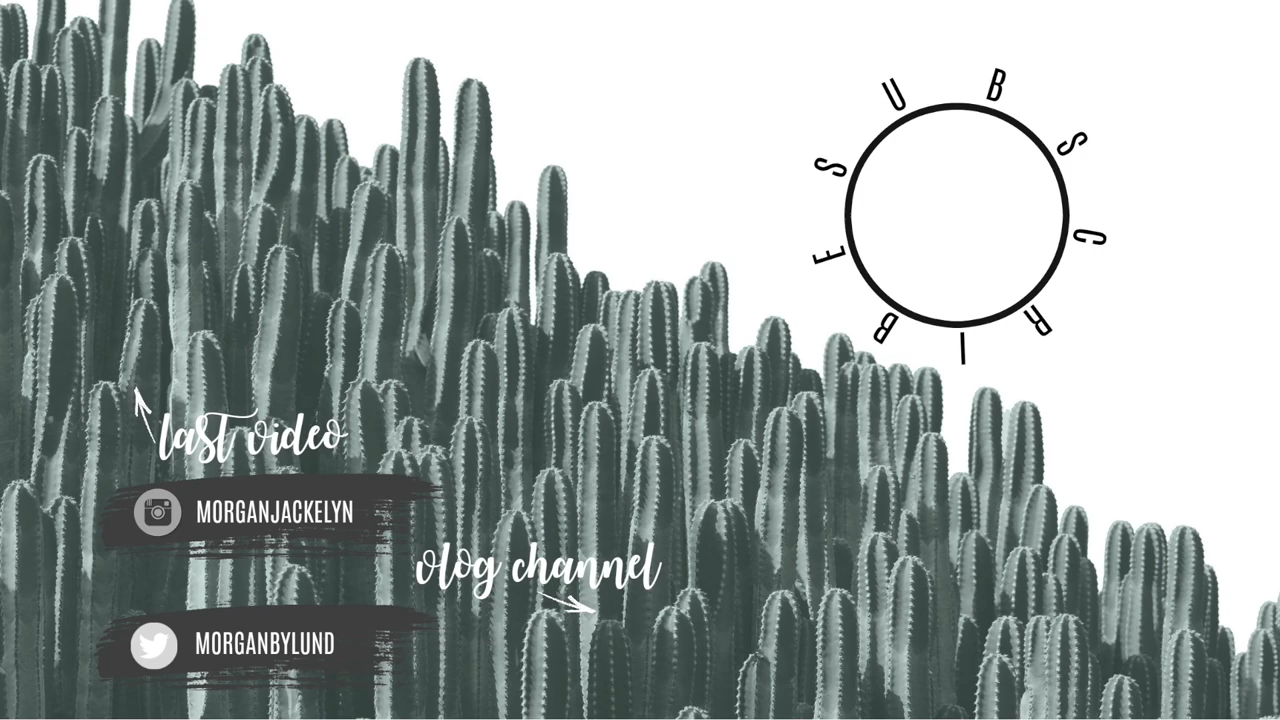 SUBSCRIBE
last video
MORGANJACKELYN
vlog channel
MORGANBYLUND